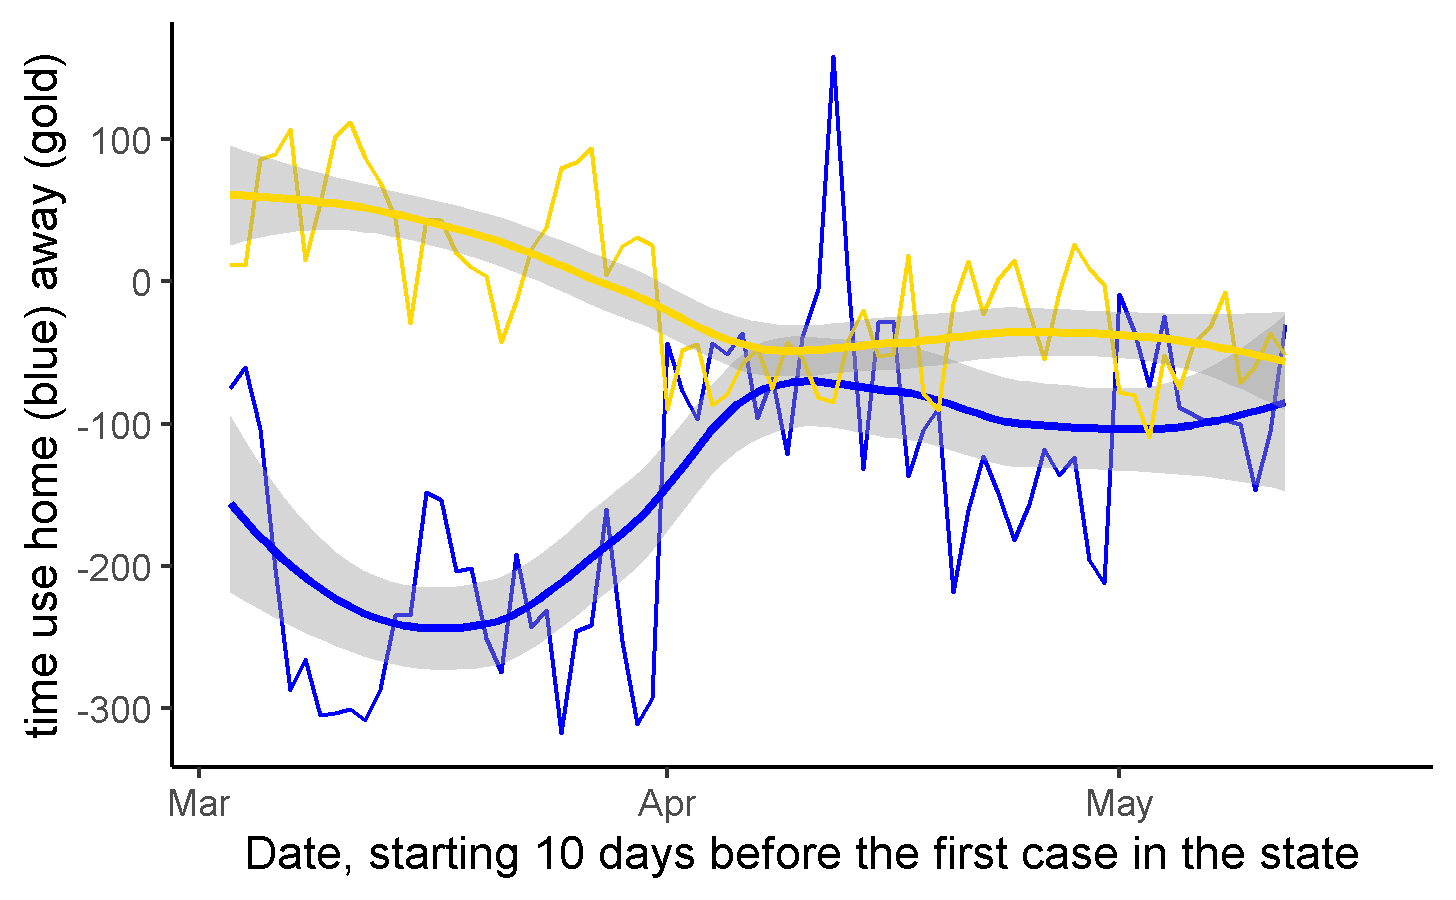 time use home (blue) away (gold)
100
0
-100
-200
-300
Mar
Apr
May
Date, starting 10 days before the first case in the state